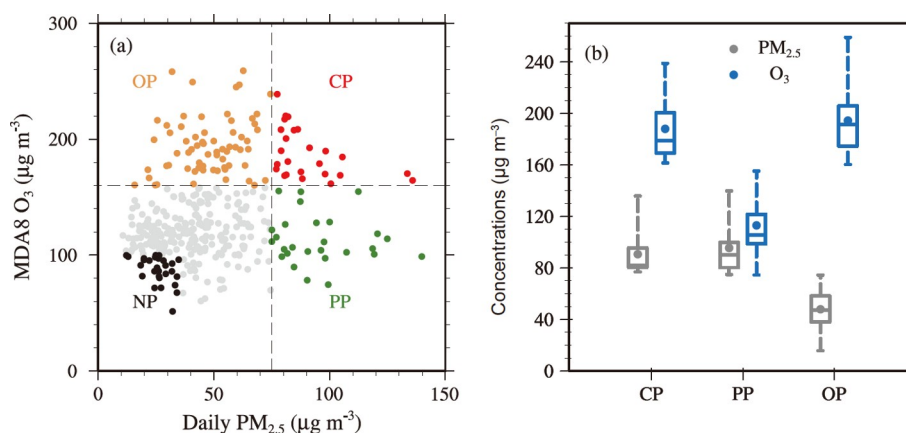 (a)
OP
CP
NP
PP
300
200
100
0
MDA8 O₃ (μg m⁻³)
0
50
100
150
Daily PM₂.₅ (μg m⁻³)
(b)
PM₂.₅
O₃
240
200
160
120
80
40
0
Concentrations (μg m⁻³)
CP
PP
OP